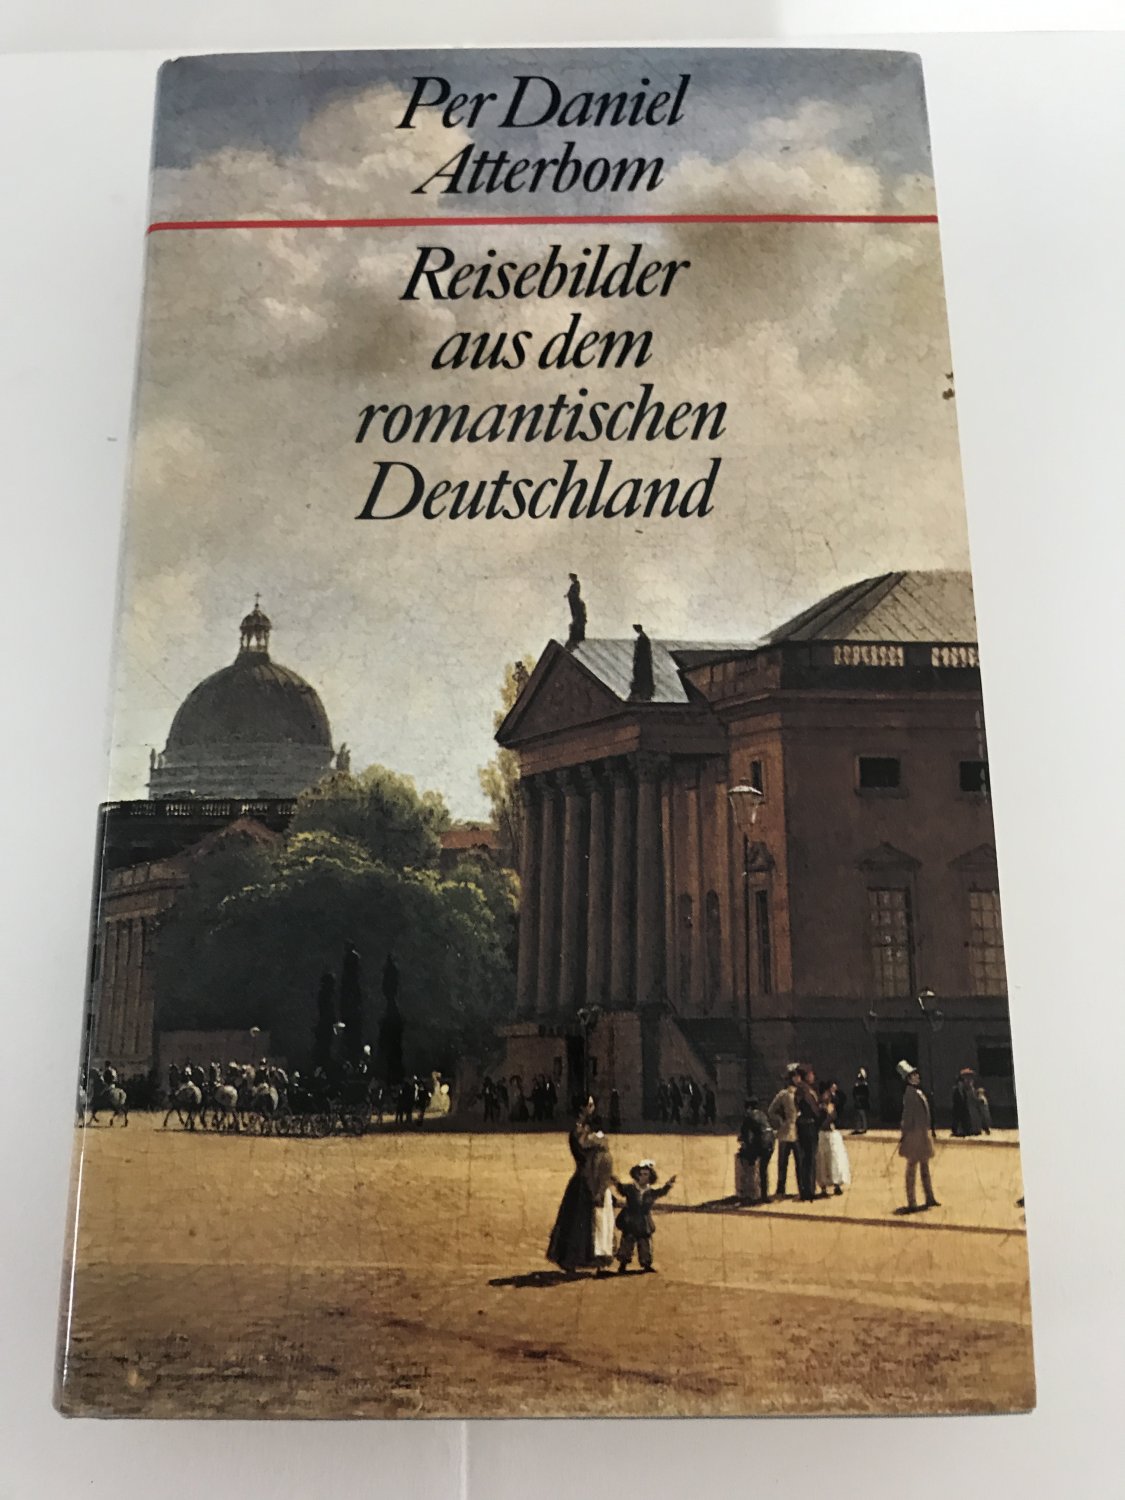 Per Daniel
Atterbom
Reisebilder
aus dem
romantischen
Deutschland